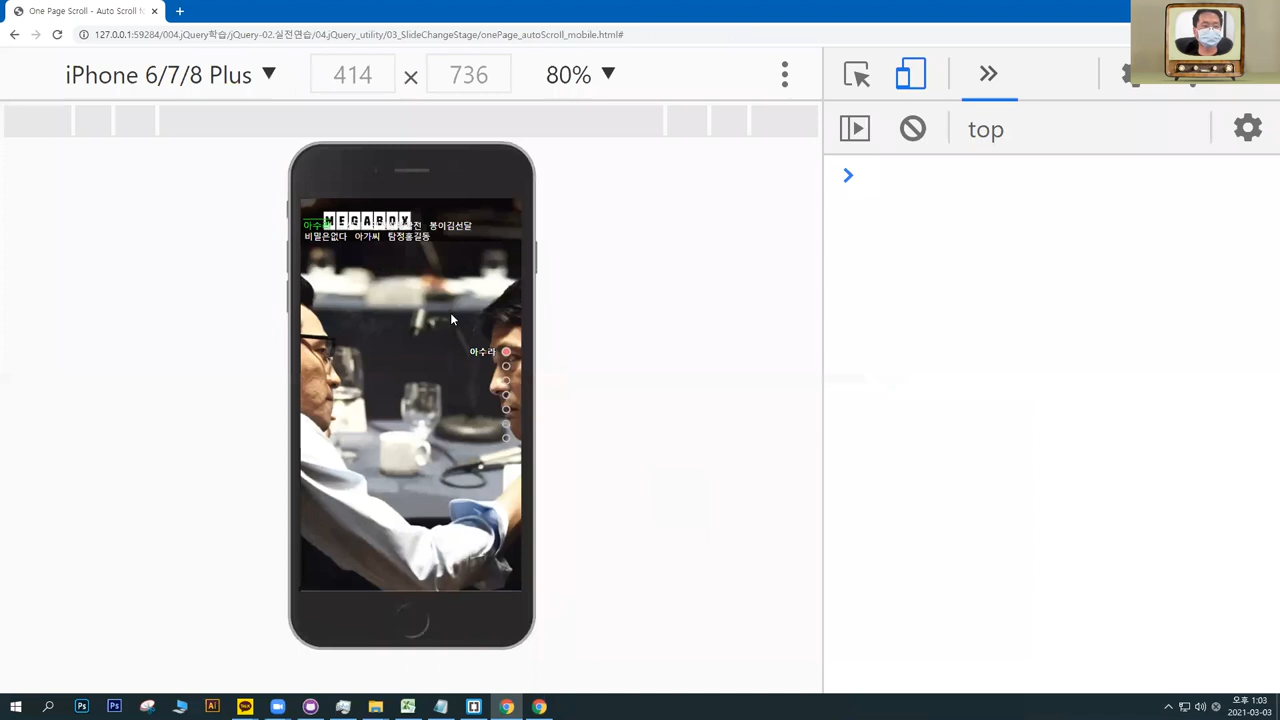 One Page Scroll - Auto Scroll
127.0.0.1:59284/004.jQuery학습/jQuery-02.실전연습/04.jQuery_utility/03_SlideChangeStage/onePage_autoScroll_mobile.html#
iPhone 6/7/8 Plus
414
736
80%
top
MEGABOX
봉이김선달
비밀은없다 아가씨 탐정홍길동
아수라
Ps
Ps
Ai
오후 1:03
2021-03-03